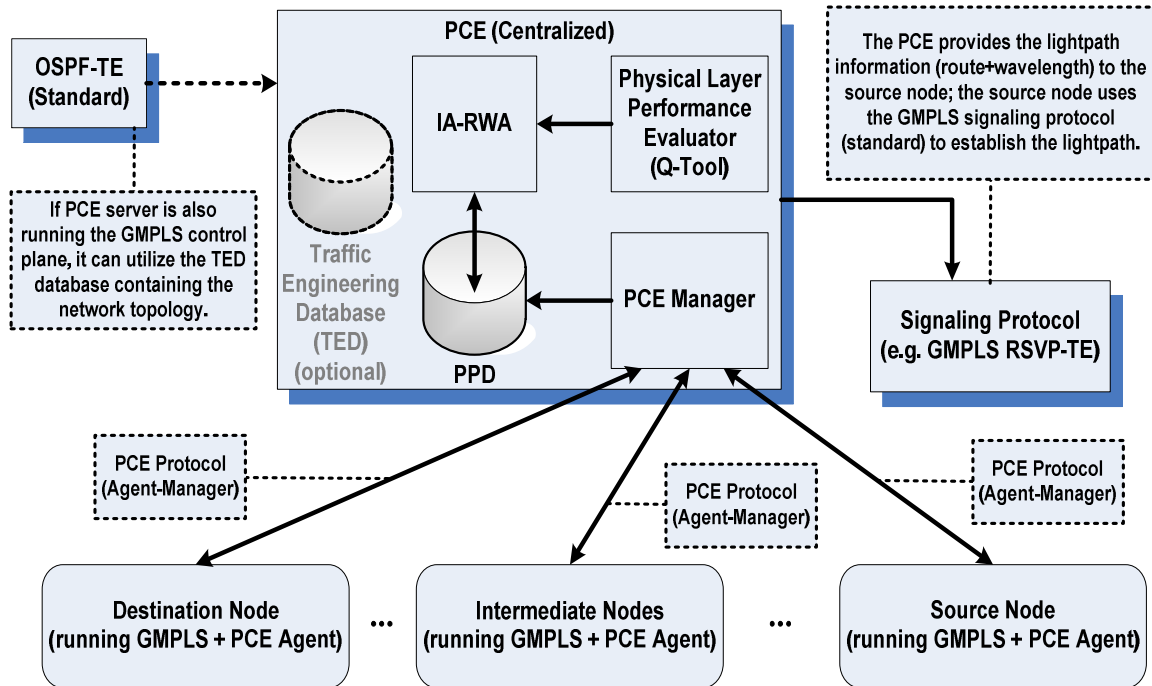 OSPF-TE
(Standard)
PCE (Centralized)
IA-RWA
Physical Layer
Performance
Evaluator
(Q-Tool)
The PCE provides the lightpath
information (route+wavelength) to the
source node; the source node uses
the GMPLS signaling protocol
(standard) to establish the lightpath.
If PCE server is also
running the GMPLS control
plane, it can utilize the TED
database containing the
network topology.
Traffic
Engineering
Database
(TED)
(optional)
PPD
PCE Manager
Signaling Protocol
(e.g. GMPLS RSVP-TE)
PCE Protocol
(Agent-Manager)
PCE Protocol
(Agent-Manager)
PCE Protocol
(Agent-Manager)
Destination Node
(running GMPLS + PCE Agent)
...
Intermediate Nodes
(running GMPLS + PCE Agent)
...
Source Node
(running GMPLS + PCE Agent)